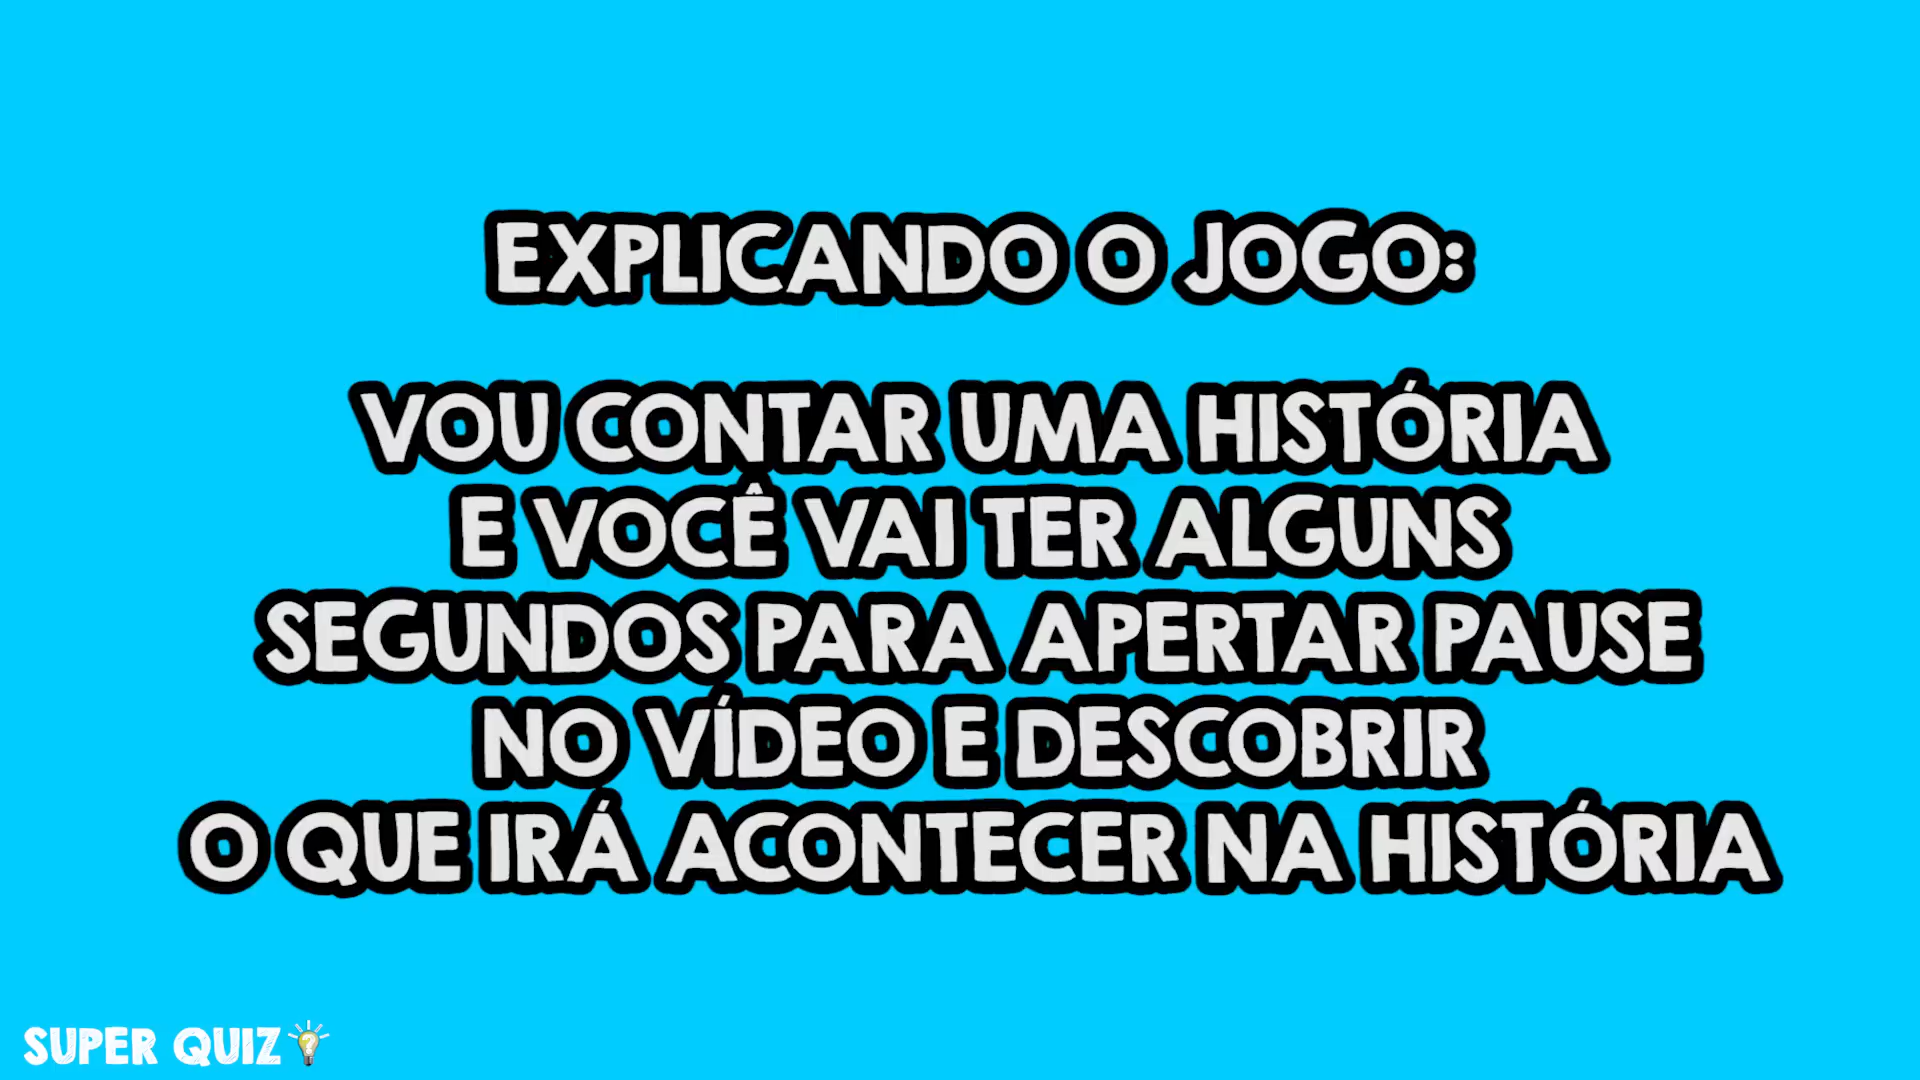 EXPLICANDO O JOGO:
VOU CONTAR UMA HISTÓRIA
E VOCÊ VAI TER ALGUNS
SEGUNDOS PARA APERTAR PAUSE
NO VÍDEO E DESCOBRIR
O QUE IRÁ ACONTECER NA HISTÓRIA
SUPER QUIZ